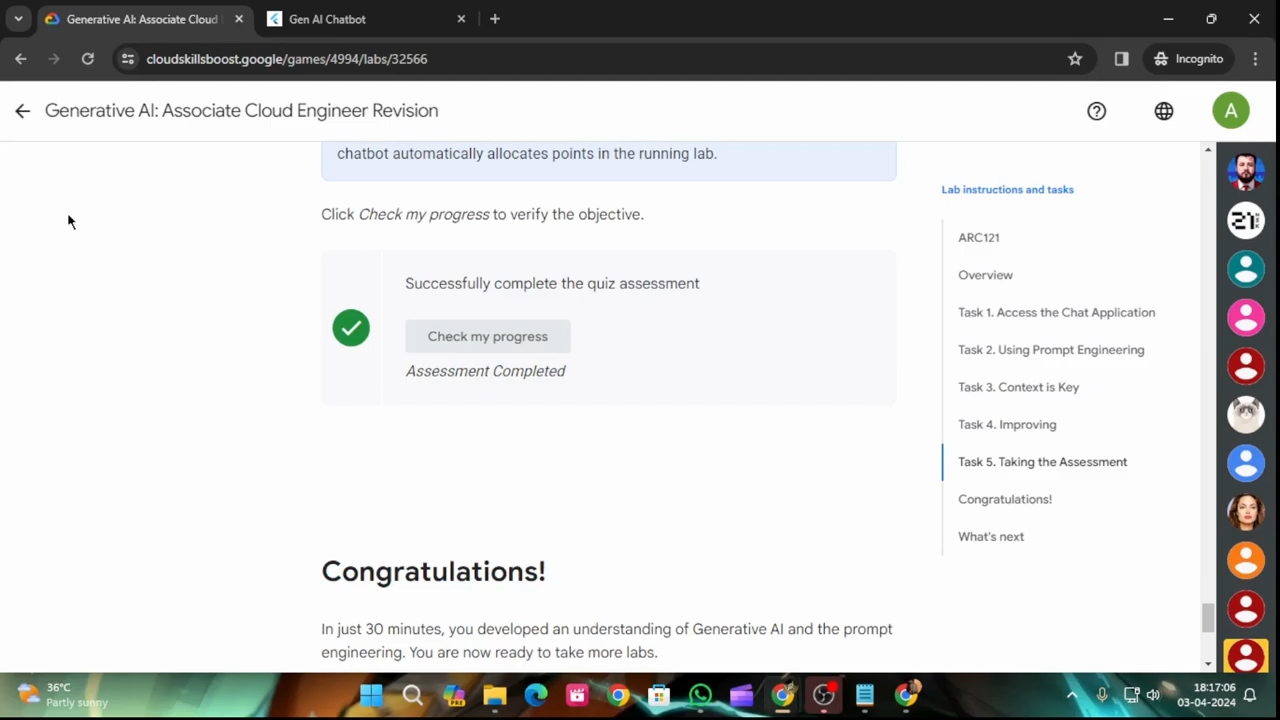 Generative AI: Associate Cloud
Gen AI Chatbot
cloudskillsboost.google/games/4994/labs/32566
Incognito
Generative AI: Associate Cloud Engineer Revision
A
chatbot automatically allocates points in the running lab.
Click Check my progress to verify the objective.
Successfully complete the quiz assessment
Check my progress
Assessment Completed
Congratulations!
In just 30 minutes, you developed an understanding of Generative AI and the prompt
engineering. You are now ready to take more labs.
Lab instructions and tasks
ARC121
Overview
Task 1. Access the Chat Application
Task 2. Using Prompt Engineering
Task 3. Context is Key
Task 4. Improving
Task 5. Taking the Assessment
Congratulations!
What's next
21
36°C
Partly sunny
PRE
18:17:06
03-04-2024